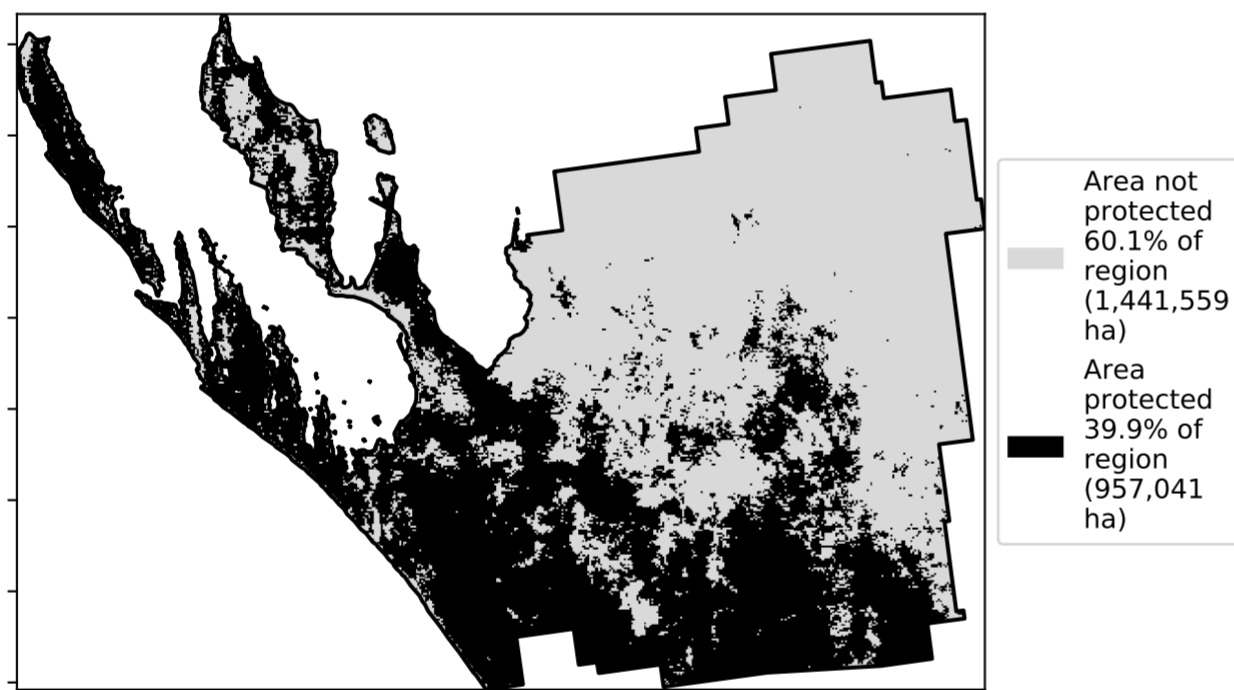 Area not
protected
60.1% of
region
(1,441,559
ha)
Area
protected
39.9% of
region
(957,041
ha)